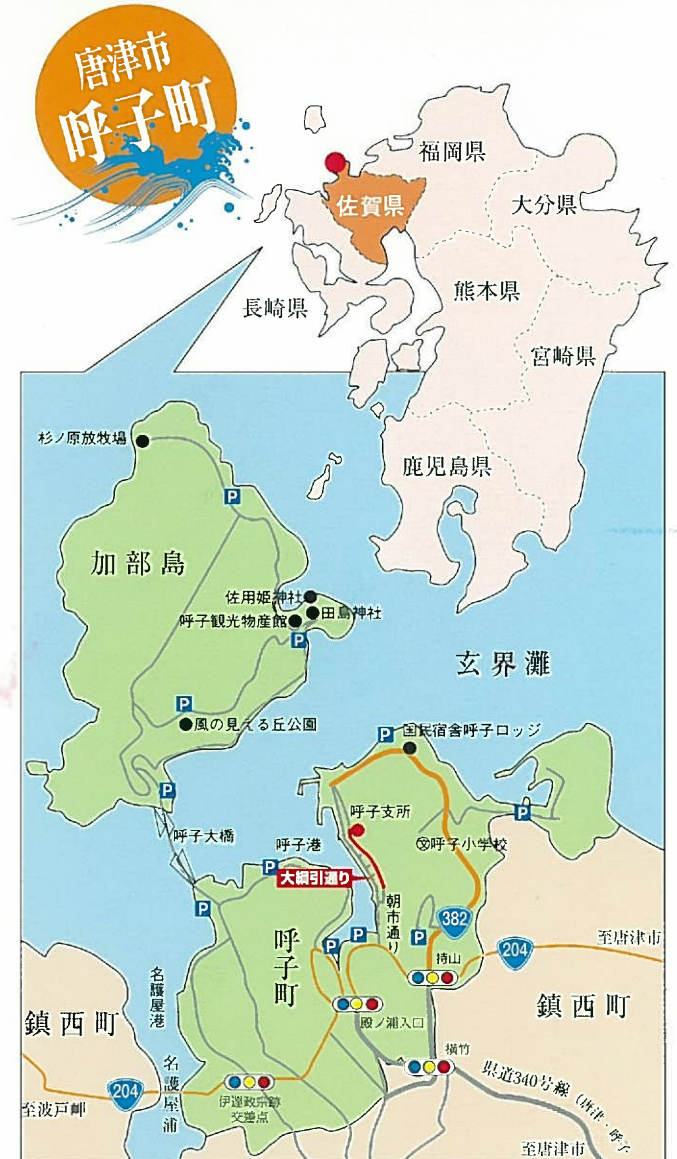 唐津市
呼子町
福岡県
佐賀県
大分県
長崎県
熊本県
宮崎県
鹿児島県
杉ノ原放牧場
P
加部島
佐用姫神社
田島神社
呼子観光物産館
P
玄界灘
P
風の見える丘公園
国民宿舎呼子ロッジ
P
P
呼子支所
P
呼子大橋
呼子港
文呼子小学校
P
大綱引通り
朝市通り
P
382
呼子町
P
P
P
204
至唐津市
持山
名護屋港
鎮西町
鎮西町
殿ノ浦入口
横竹
名護屋浦
県道340号線(唐津・呼子
204
伊達政宗跡
交差点
至波戸岬
至唐津市